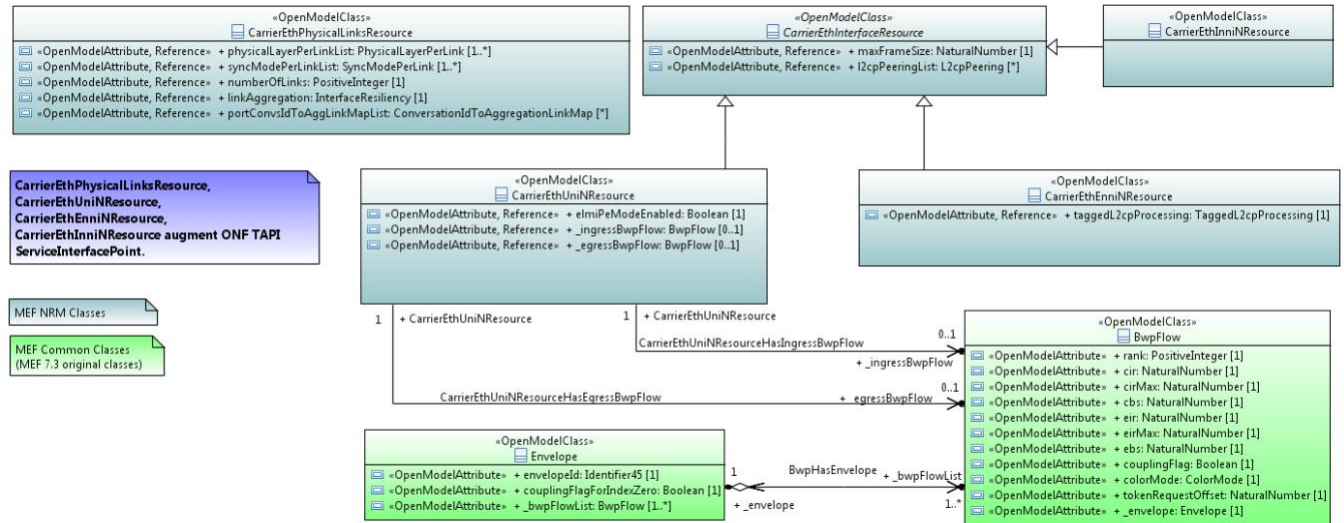 «OpenModelClass»
CarrierEthPhysicalLinksResource
«OpenModelAttribute, Reference» + physicalLayerPerLinkList: PhysicalLayerPerLink [1..*]
«OpenModelAttribute, Reference» + syncModePerLinkList: SyncModePerLink [1..*]
«OpenModelAttribute, Reference» + numberOfLinks: PositiveInteger [1]
«OpenModelAttribute, Reference» + linkAggregation: InterfaceResiliency [1]
«OpenModelAttribute, Reference» + portConvsIdToAggLinkMapList: ConversationIdToAggregationLinkMap [*]
«OpenModelClass»
CarrierEthInterfaceResource
«OpenModelAttribute, Reference» + maxFrameSize: NaturalNumber [1]
«OpenModelAttribute, Reference» + l2cpPeeringList: L2cpPeering [*]
«OpenModelClass»
CarrierEthInniNResource
CarrierEthPhysicalLinksResource,
CarrierEthUniNResource,
CarrierEthEnniNResource,
CarrierEthInniNResource augment ONF TAPI
ServiceInterfacePoint.
«OpenModelClass»
CarrierEthUniNResource
«OpenModelAttribute, Reference» + elmiPeModeEnabled: Boolean [1]
«OpenModelAttribute, Reference» + _ingressBwpFlow: BwpFlow [0..1]
«OpenModelAttribute, Reference» + _egressBwpFlow: BwpFlow [0..1]
«OpenModelClass»
CarrierEthEnniNResource
«OpenModelAttribute, Reference» + taggedL2cpProcessing: TaggedL2cpProcessing [1]
MEF NRM Classes
MEF Common Classes
(MEF 7.3 original classes)
1 + CarrierEthUniNResource
1 + CarrierEthUniNResource
CarrierEthUniNResourceHasIngressBwpFlow
0..1
+ _ingressBwpFlow
CarrierEthUniNResourceHasEgressBwpFlow
0..1
+ _egressBwpFlow
«OpenModelClass»
BwpFlow
«OpenModelAttribute» + rank: PositiveInteger [1]
«OpenModelAttribute» + cir: NaturalNumber [1]
«OpenModelAttribute» + cirMax: NaturalNumber [1]
«OpenModelAttribute» + cbs: NaturalNumber [1]
«OpenModelAttribute» + eir: NaturalNumber [1]
«OpenModelAttribute» + eirMax: NaturalNumber [1]
«OpenModelAttribute» + ebs: NaturalNumber [1]
«OpenModelAttribute» + couplingFlag: Boolean [1]
«OpenModelAttribute» + colorMode: ColorMode [1]
«OpenModelAttribute» + tokenRequestOffset: NaturalNumber [1]
«OpenModelAttribute» + _envelope: Envelope [1]
«OpenModelClass»
Envelope
«OpenModelAttribute» + envelopeId: Identifier45 [1]
«OpenModelAttribute» + couplingFlagForIndexZero: Boolean [1]
«OpenModelAttribute» + _bwpFlowList: BwpFlow [1..*]
1
BwpHasEnvelope
+ _bwpFlowList
+ _envelope
1..*